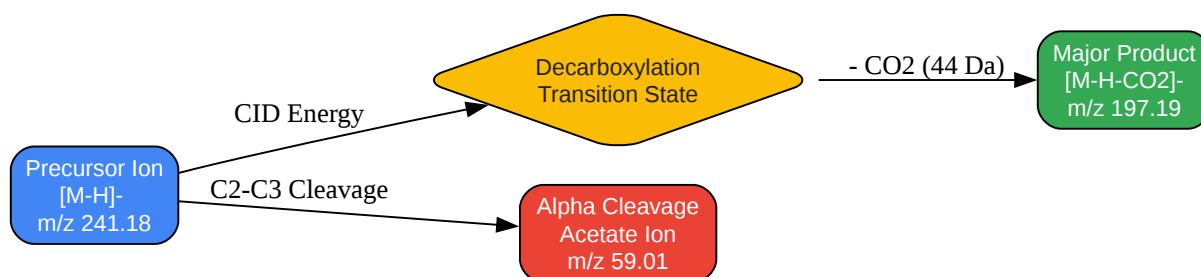 Precursor Ion
[M-H]-
m/z 241.18
CID Energy
C2-C3 Cleavage
Decarboxylation
Transition State
Alpha Cleavage
Acetate Ion
m/z 59.01
- CO2 (44 Da)
Major Product
[M-H-CO2]-
m/z 197.19